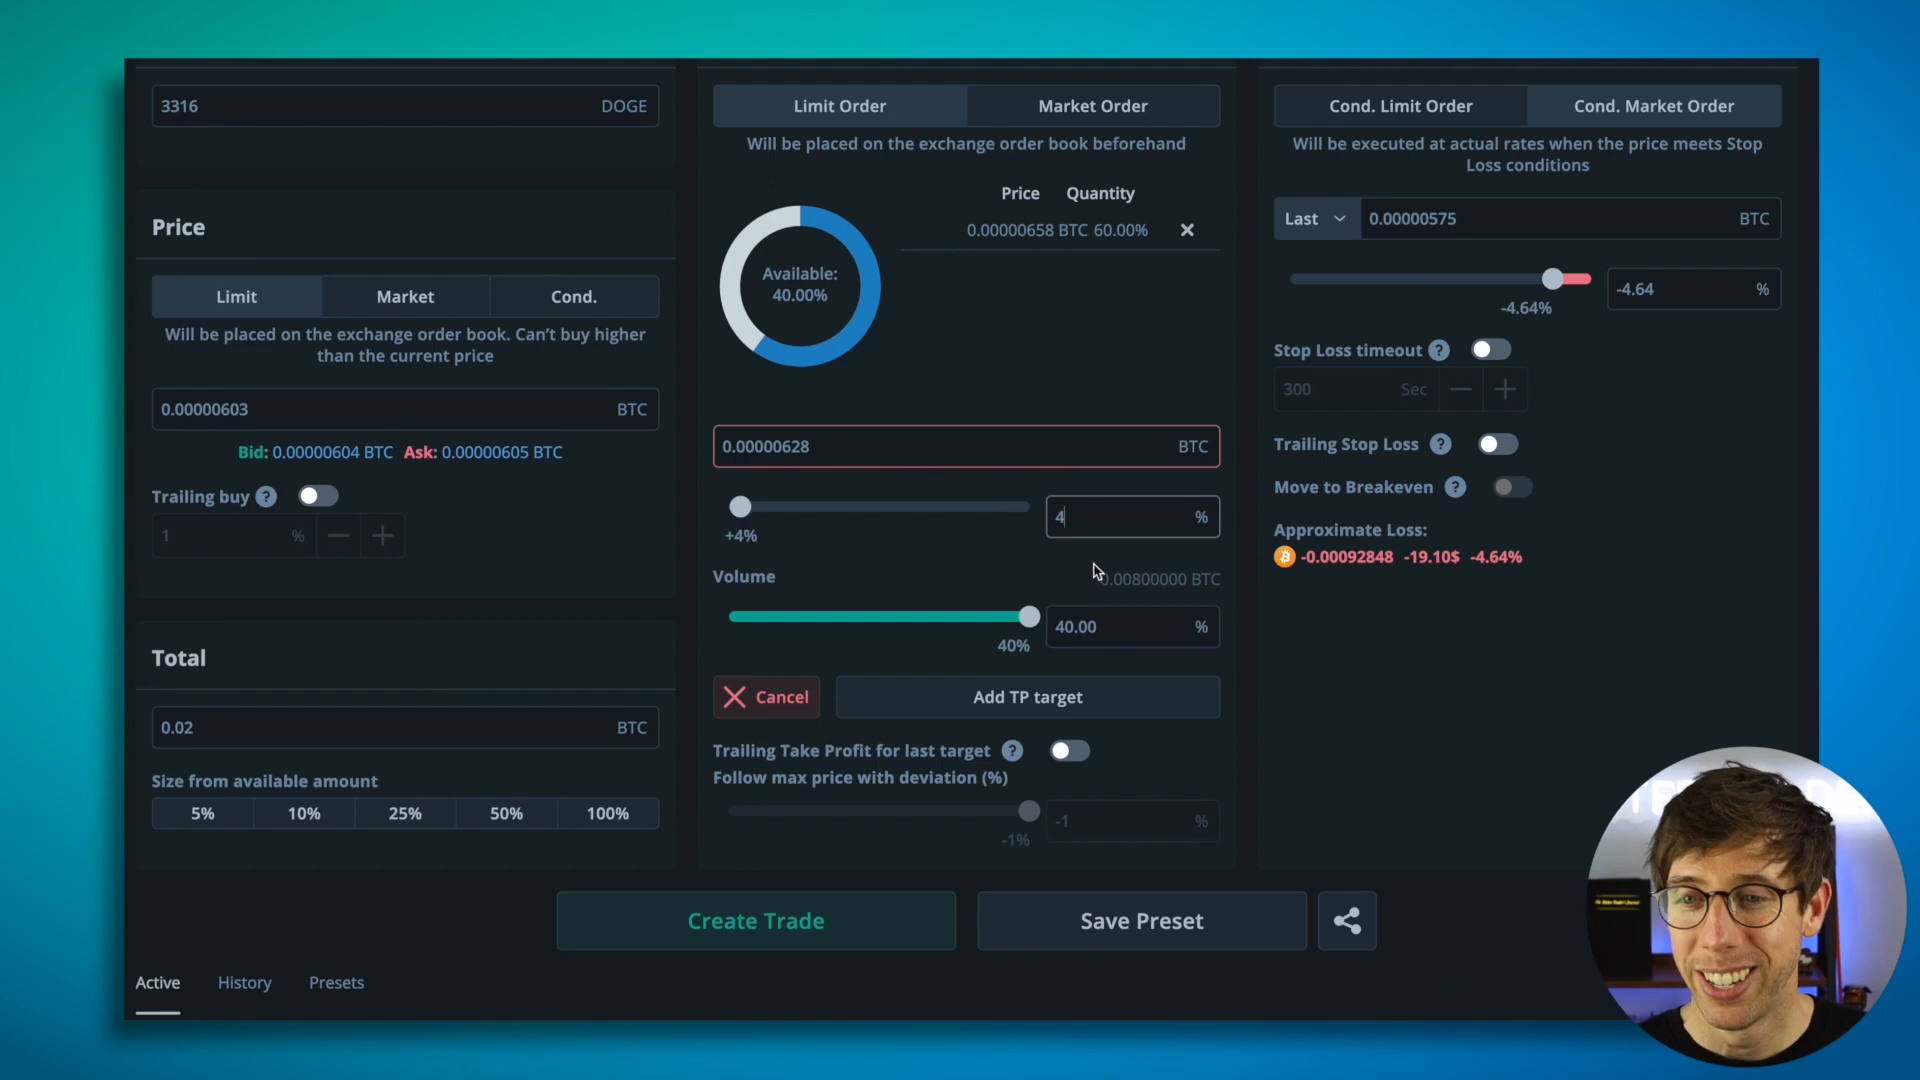 3316 DOGE
Price
Limit Market Cond.
Will be placed on the exchange order book. Can't buy higher
than the current price
0.00000603 BTC
Bid: 0.00000604 BTC Ask: 0.00000605 BTC
Trailing buy ?
1 %
Total
0.02 BTC
Size from available amount
5% 10% 25% 50% 100%
Limit Order Market Order
Will be placed on the exchange order book beforehand
Price Quantity
0.00000658 BTC 60.00%
Available:
40.00%
0.00000628 BTC
4 %
+4%
Volume 0.00800000 BTC
40.00 %
40%
Cancel Add TP target
Trailing Take Profit for last target ?
Follow max price with deviation (%)
-1 %
-1%
Cond. Limit Order Cond. Market Order
Will be executed at actual rates when the price meets Stop
Loss conditions
Last 0.00000575 BTC
-4.64 %
-4.64%
Stop Loss timeout ?
300 Sec
Trailing Stop Loss ?
Move to Breakeven ?
Approximate Loss:
-0.00092848 -19.10$ -4.64%
Create Trade Save Preset
Active History Presets